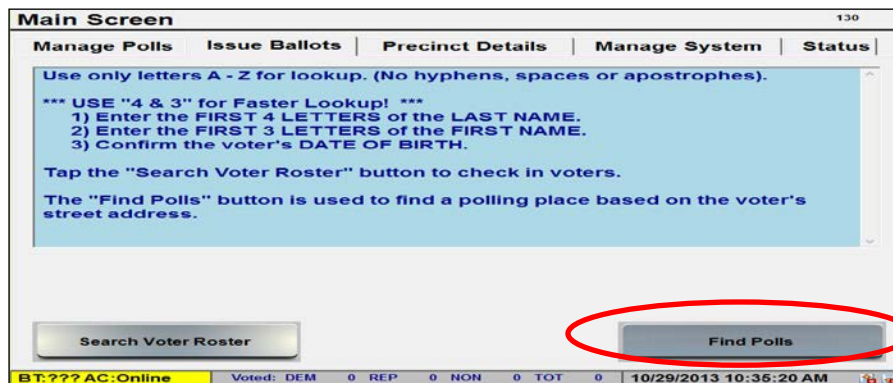 Main Screen 130
Manage Polls Issue Ballots Precinct Details Manage System Status
Use only letters A - Z for lookup. (No hyphens, spaces or apostrophes).
*** USE "4 & 3" for Faster Lookup! ***
1) Enter the FIRST 4 LETTERS of the LAST NAME.
2) Enter the FIRST 3 LETTERS of the FIRST NAME.
3) Confirm the voter's DATE OF BIRTH.
Tap the "Search Voter Roster" button to check in voters.
The "Find Polls" button is used to find a polling place based on the voter's
street address.
Search Voter Roster Find Polls
BT:??? AC:Online Voted: DEM 0 REP 0 NON 0 TOT 0 10/29/2013 10:35:20 AM